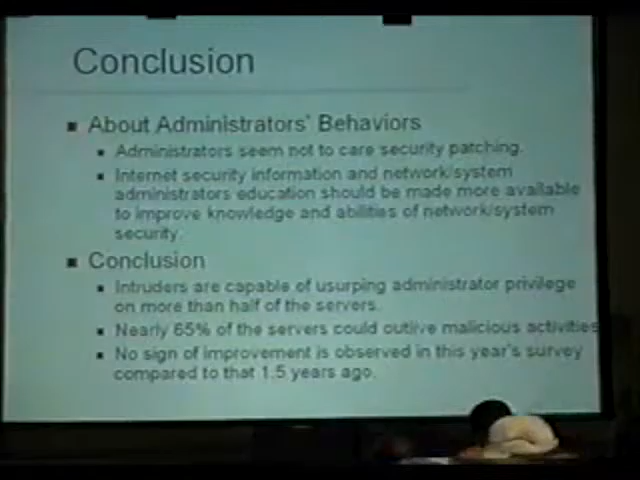 Conclusion
About Administrators' Behaviors
Administrators seem not to care security patching.
Internet security information and network/system
administrators education should be made more available
to improve knowledge and abilities of network/system
security.
Conclusion
Intruders are capable of usurping administrator privilege
on more than half of the servers.
Nearly 65% of the servers could outlive malicious activities
No sign of improvement is observed in this year's survey
compared to that 1.5 years ago.